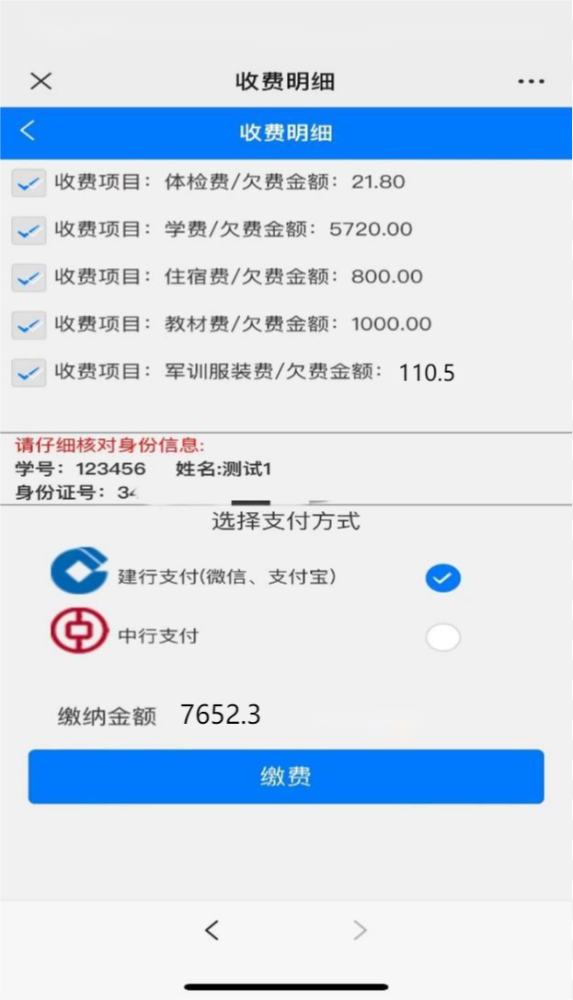 收费明细
收费明细
收费项目：体检费/欠费金额：21.80
收费项目：学费/欠费金额：5720.00
收费项目：住宿费/欠费金额：800.00
收费项目：教材费/欠费金额：1000.00
收费项目：军训服装费/欠费金额：110.5
请仔细核对身份信息:
学号：123456 姓名:测试1
身份证号：3
选择支付方式
建行支付(微信、支付宝)
中行支付
缴纳金额 7652.3
缴费